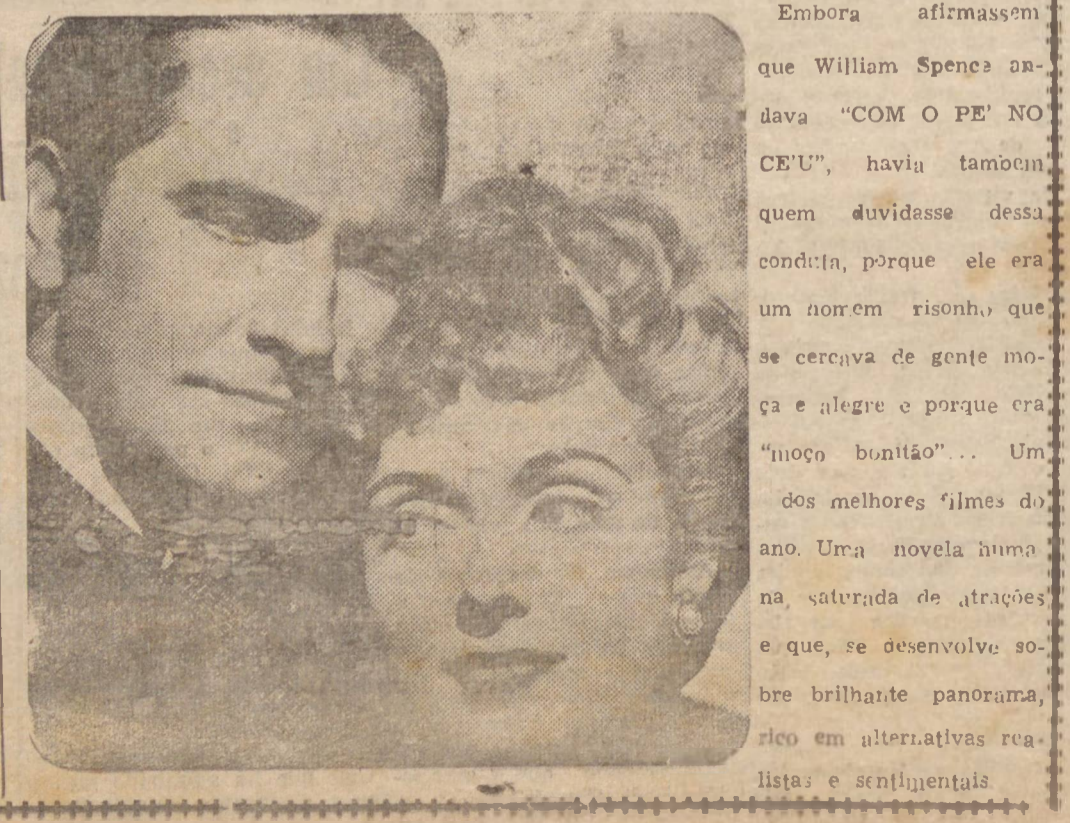 Embora afirmassem
que William Spence an-
dava "COM O PE' NO
CE'U", havia tambem
quem duvidasse dessa
conduta, porque ele era
um homem risonho que
se cercava de gente mo-
ça e alegre e porque era
"moço bonitão"... Um
dos melhores filmes do
ano. Uma novela huma
na, saturada de atrações
e que, se desenvolve so-
bre brilhante panorama,
rico em alternativas rea-
listas e sentimentais